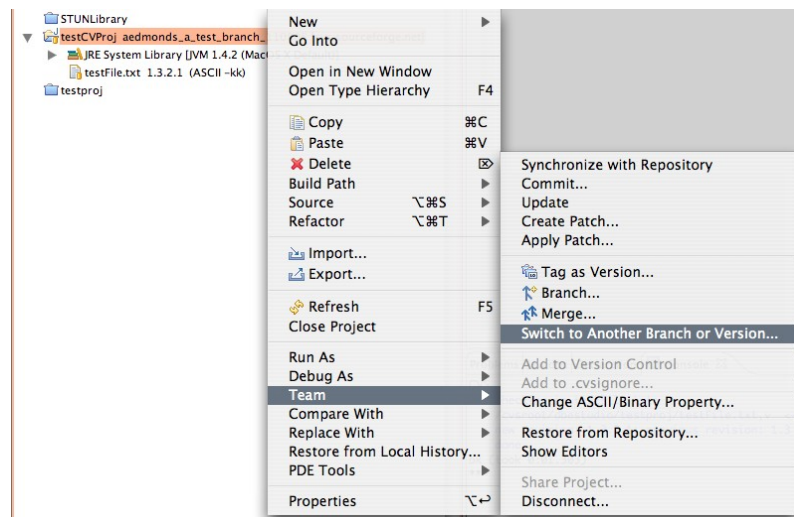 STUNLibrary
testCVProj aedmonds_a_test_branch_
JRE System Library [JVM 1.4.2 (Mac
testFile.txt 1.3.2.1 (ASCII -kk)
testproj
New
Go Into
Open in New Window
Open Type Hierarchy F4
Copy ⌘C
Paste ⌘V
Delete ⌦
Build Path
Source ⌥⌘S
Refactor ⌥⌘T
Import...
Export...
Refresh F5
Close Project
Run As
Debug As
Team
Compare With
Replace With
Restore from Local History...
PDE Tools
Properties ⌥↩
Synchronize with Repository
Commit...
Update
Create Patch...
Apply Patch...
Tag as Version...
Branch...
Merge...
Switch to Another Branch or Version...
Add to Version Control
Add to .cvsignore...
Change ASCII/Binary Property...
Restore from Repository...
Show Editors
Share Project...
Disconnect...